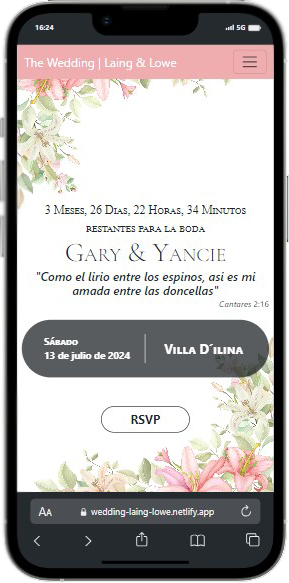 16:24
5G
The Wedding | Laing & Lowe
3 Meses, 26 Dias, 22 Horas, 34 Minutos
restantes para la boda
Gary & Yancie
"Como el lirio entre los espinos, asi es mi
amada entre las doncellas"
Cantares 2:16
Sábado
13 de julio de 2024
Villa D´ilina
RSVP
AA
wedding-laing-lowe.netlify.app